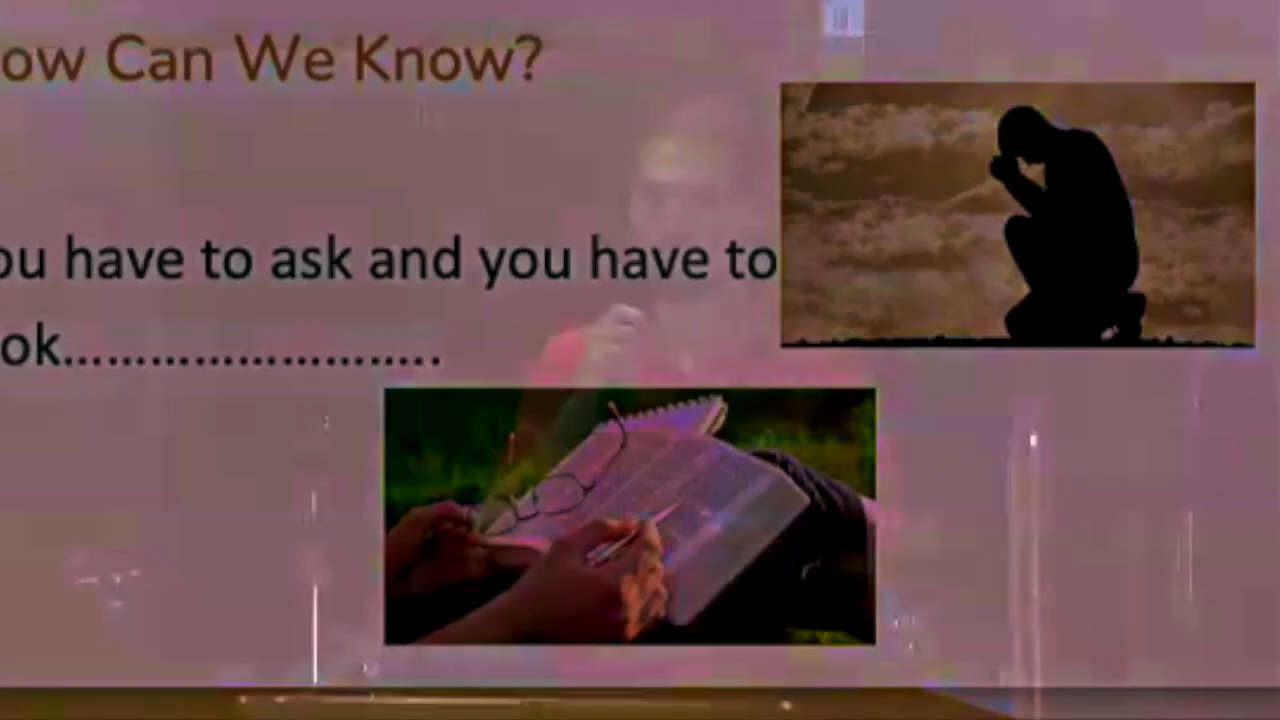 ow Can We Know?
ou have to ask and you have to
ok..........................